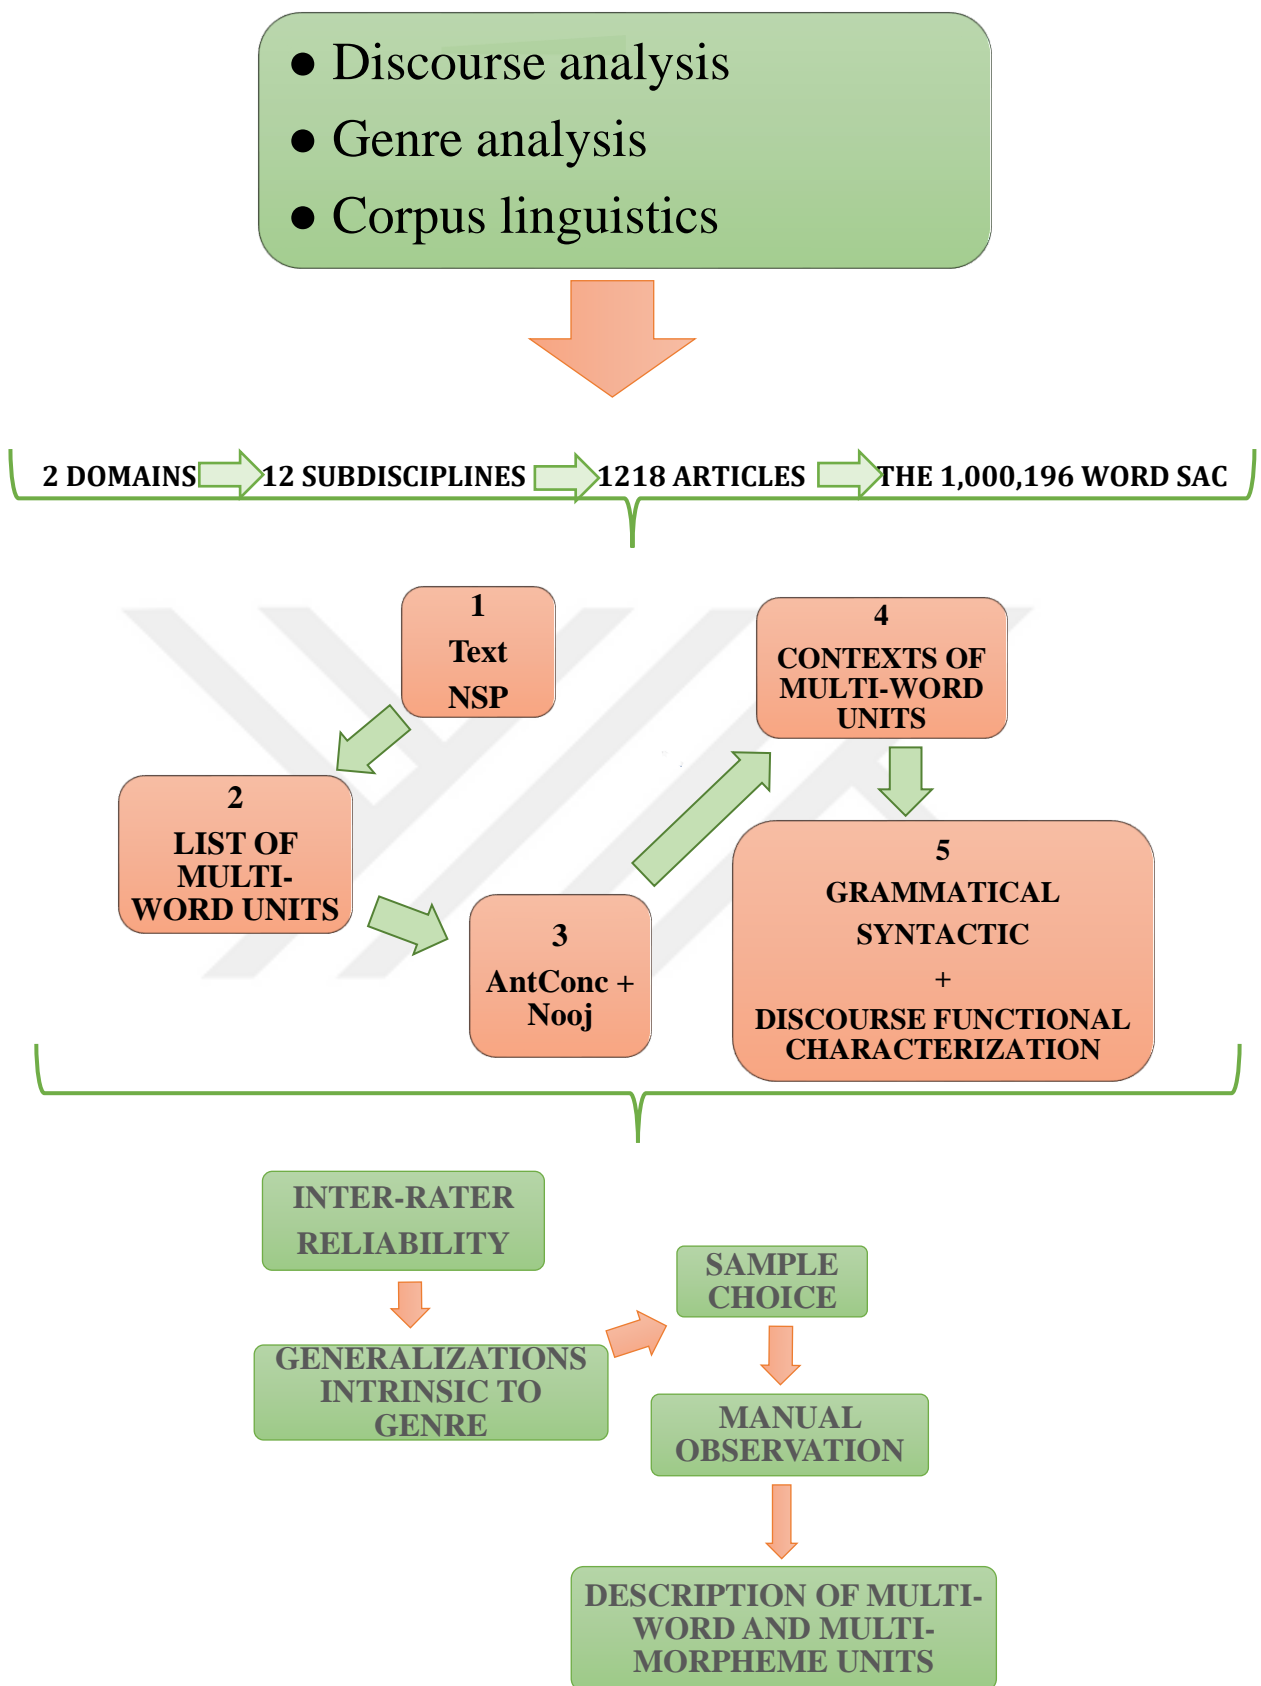 ● Discourse analysis
● Genre analysis
● Corpus linguistics
2 DOMAINS 12 SUBDISCIPLINES 1218 ARTICLES THE 1,000,196 WORD SAC
1
Text
NSP
2
LIST OF
MULTI-
WORD UNITS
3
AntConc +
Nooj
4
CONTEXTS OF
MULTI-WORD
UNITS
5
GRAMMATICAL
SYNTACTIC
+
DISCOURSE FUNCTIONAL
CHARACTERIZATION
INTER-RATER
RELIABILITY
GENERALIZATIONS
INTRINSIC TO
GENRE
SAMPLE
CHOICE
MANUAL
OBSERVATION
DESCRIPTION OF MULTI-
WORD AND MULTI-
MORPHEME UNITS